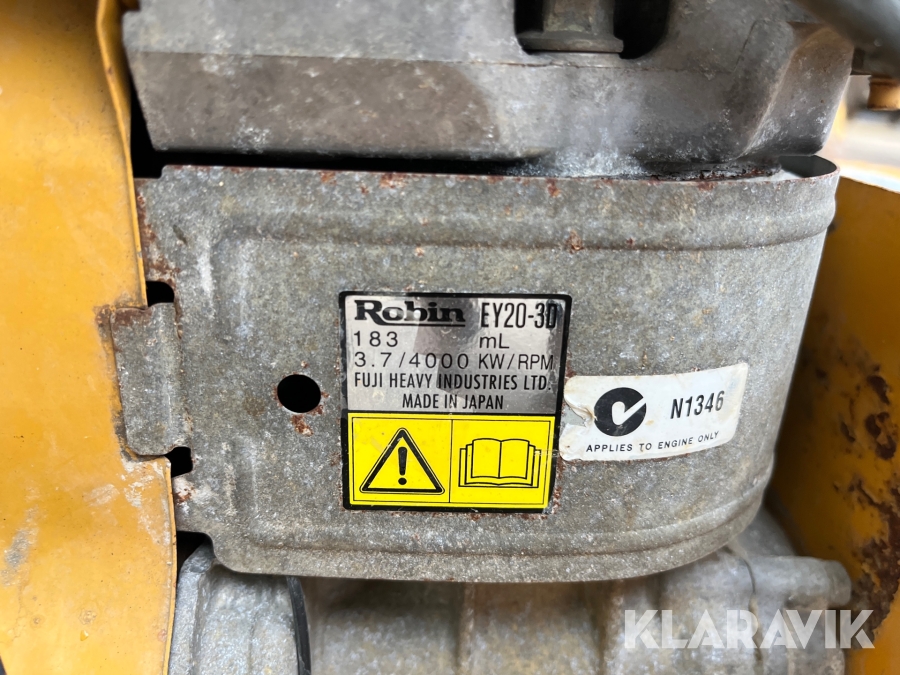 Robin EY20-3D
183 mL
3.7/4000 KW/RPM
FUJI HEAVY INDUSTRIES LTD.
MADE IN JAPAN
N1346
APPLIES TO ENGINE ONLY
KLARAVIK